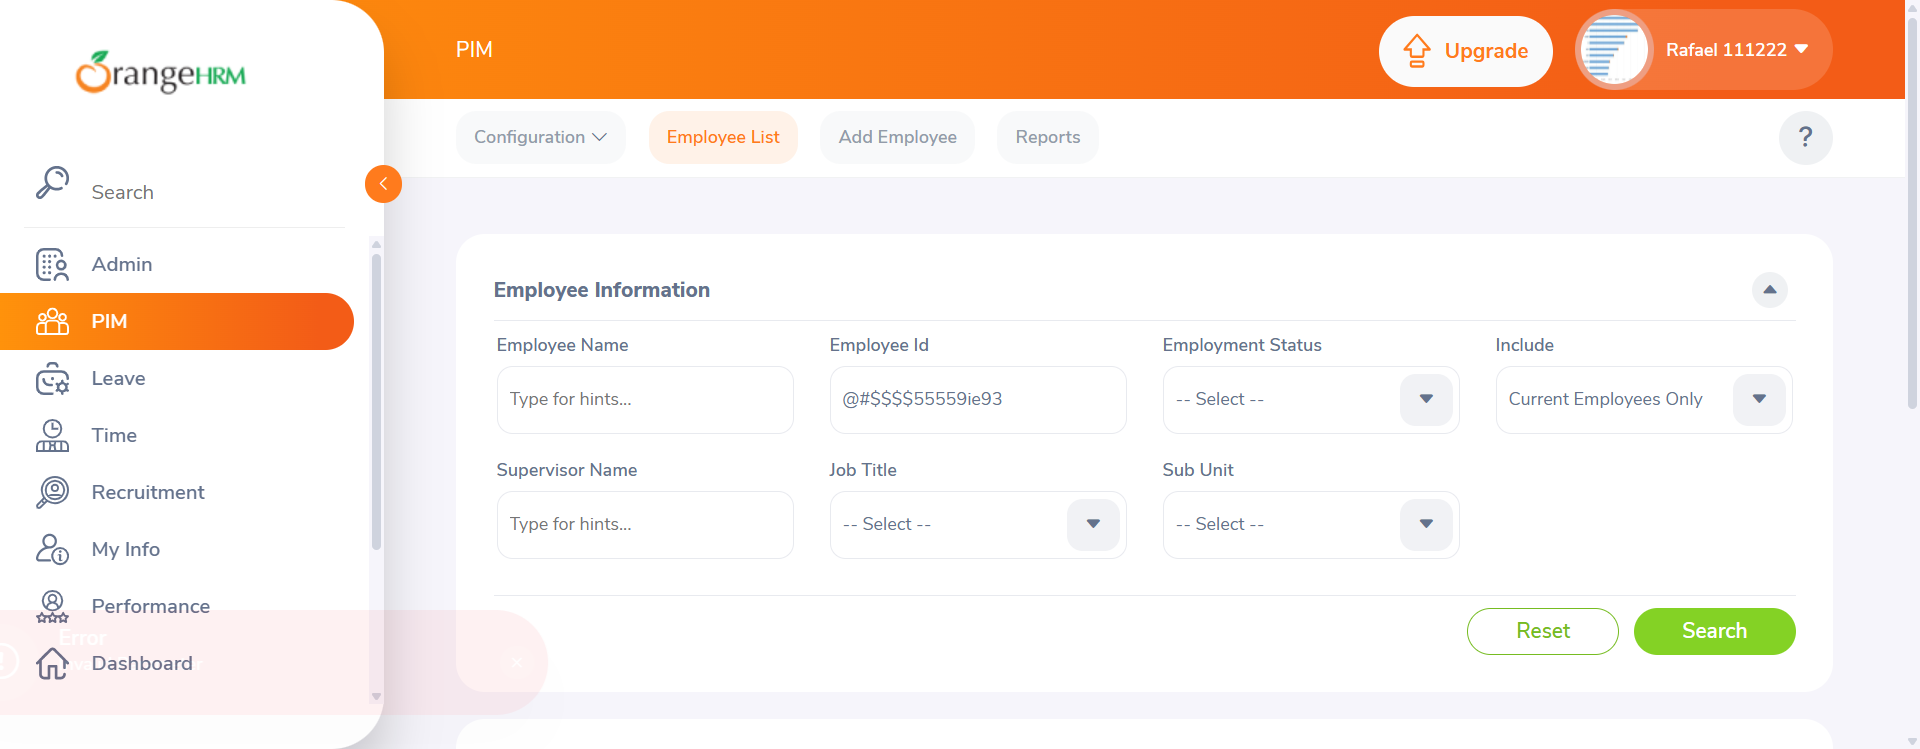 OrangeHRM
PIM
Upgrade
Rafael 111222
Search
Configuration
Employee List
Add Employee
Reports
?
Admin
PIM
Leave
Time
Recruitment
My Info
Performance
Dashboard
Error
Employee Information
Employee Name
Employee Id
Employment Status
Include
Type for hints...
@#$$$$55559ie93
-- Select --
Current Employees Only
Supervisor Name
Job Title
Sub Unit
Type for hints...
-- Select --
-- Select --
Reset
Search